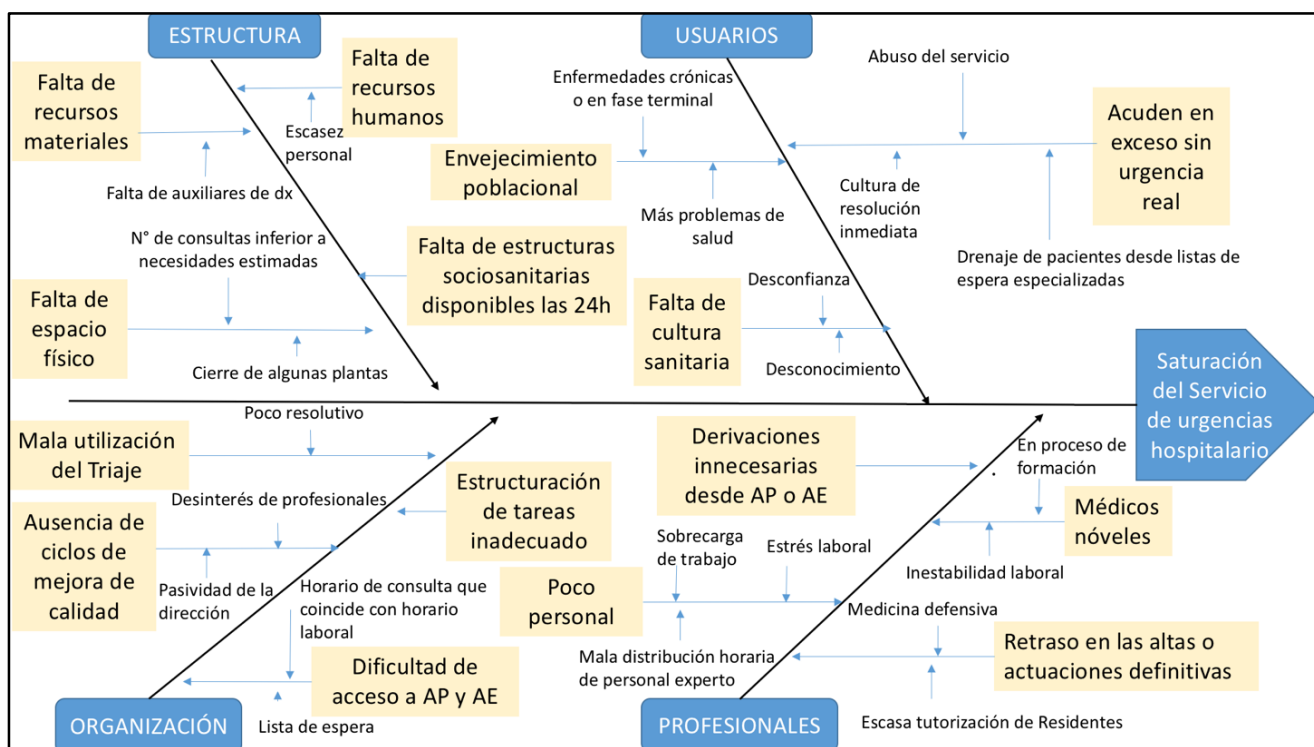 ESTRUCTURA
Falta de
recursos
materiales
Falta de
recursos
humanos
Escasez
personal
Falta de auxiliares de dx
N° de consultas inferior a
necesidades estimadas
Falta de estructuras
sociosanitarias
disponibles las 24h
Falta de
espacio
físico
Cierre de algunas plantas
USUARIOS
Enfermedades crónicas
o en fase terminal
Abuso del servicio
Envejecimiento
poblacional
Acuden en
exceso sin
urgencia
real
Más problemas de
salud
Cultura de
resolución
inmediata
Drenaje de pacientes desde listas de
espera especializadas
Desconfianza
Falta de
cultura
sanitaria
Desconocimiento
Saturación
del Servicio
de urgencias
hospitalario
Poco resolutivo
Mala utilización
del Triaje
Desinterés de profesionales
Estructuración
de tareas
inadecuado
Ausencia de
ciclos de
mejora de
calidad
Pasividad de la
dirección
Horario de consulta que
coincide con horario
laboral
Dificultad de
acceso a AP y AE
Lista de espera
ORGANIZACIÓN
Derivaciones
innecesarias
desde AP o AE
En proceso de
formación
Médicos
nóveles
Inestabilidad laboral
Sobrecarga
de trabajo
Estrés laboral
Poco
personal
Mala distribución horaria
de personal experto
Medicina defensiva
Retraso en las altas o
actuaciones definitivas
Escasa tutorización de Residentes
PROFESIONALES